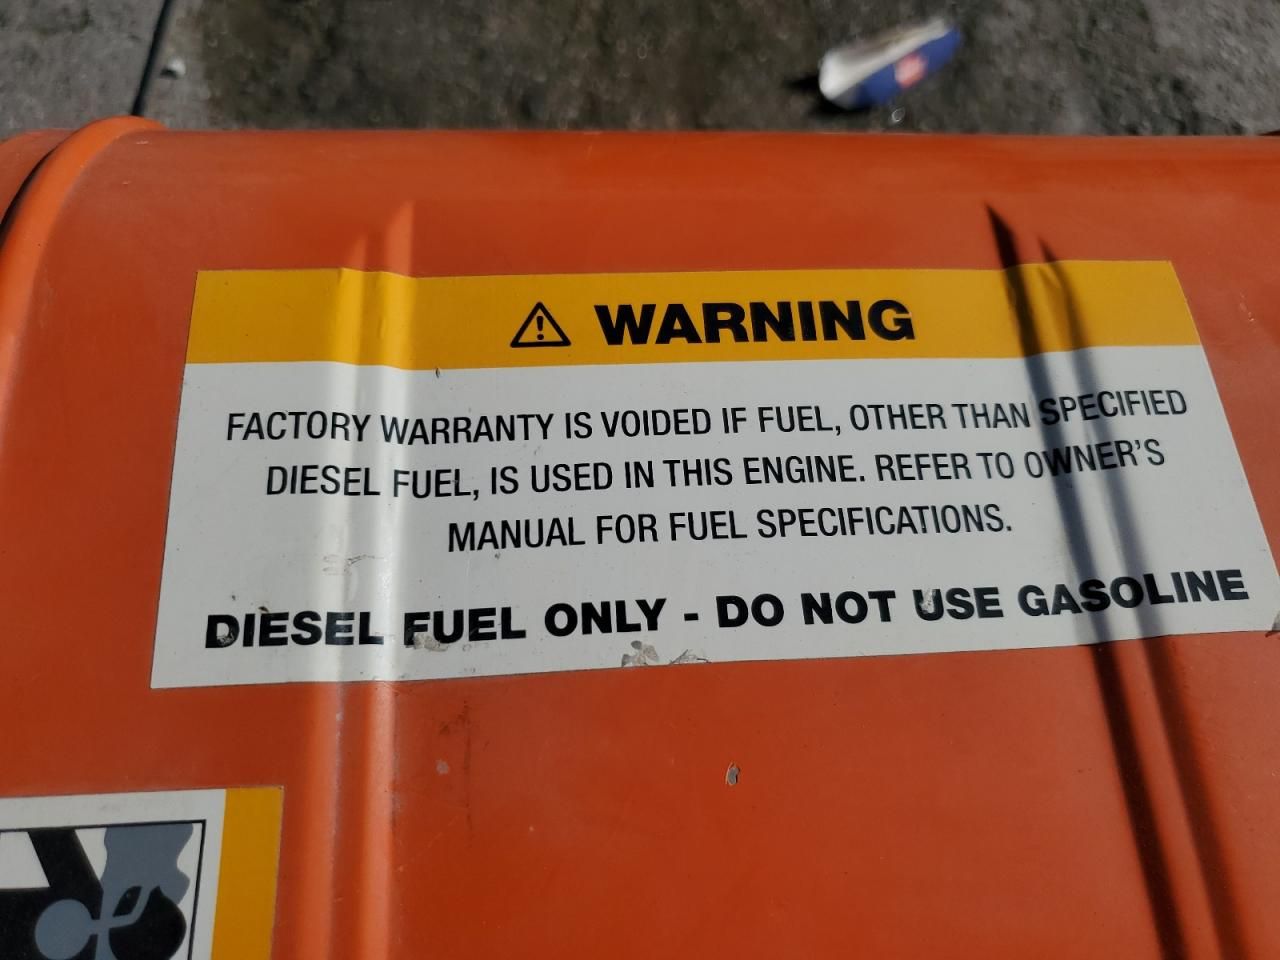 WARNING
FACTORY WARRANTY IS VOIDED IF FUEL, OTHER THAN SPECIFIED
DIESEL FUEL, IS USED IN THIS ENGINE. REFER TO OWNER'S
MANUAL FOR FUEL SPECIFICATIONS.
DIESEL FUEL ONLY - DO NOT USE GASOLINE